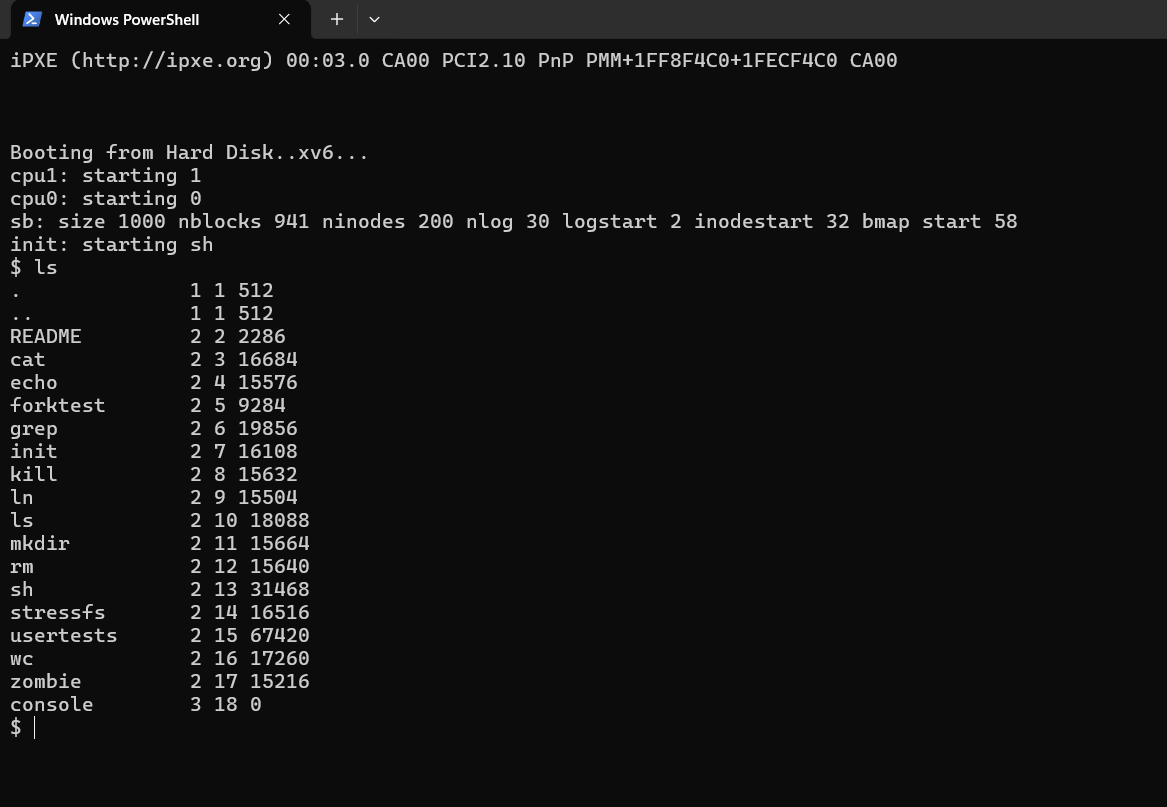 Windows PowerShell
iPXE (http://ipxe.org) 00:03.0 CA00 PCI2.10 PnP PMM+1FF8F4C0+1FECF4C0 CA00
Booting from Hard Disk..xv6...
cpu1: starting 1
cpu0: starting 0
sb: size 1000 nblocks 941 ninodes 200 nlog 30 logstart 2 inodestart 32 bmap start 58
init: starting sh
$ ls
.              1 1 512
..             1 1 512
README         2 2 2286
cat            2 3 16684
echo           2 4 15576
forktest       2 5 9284
grep           2 6 19856
init           2 7 16108
kill           2 8 15632
ln             2 9 15504
ls             2 10 18088
mkdir          2 11 15664
rm             2 12 15640
sh             2 13 31468
stressfs       2 14 16516
usertests      2 15 67420
wc             2 16 17260
zombie         2 17 15216
console        3 18 0
$